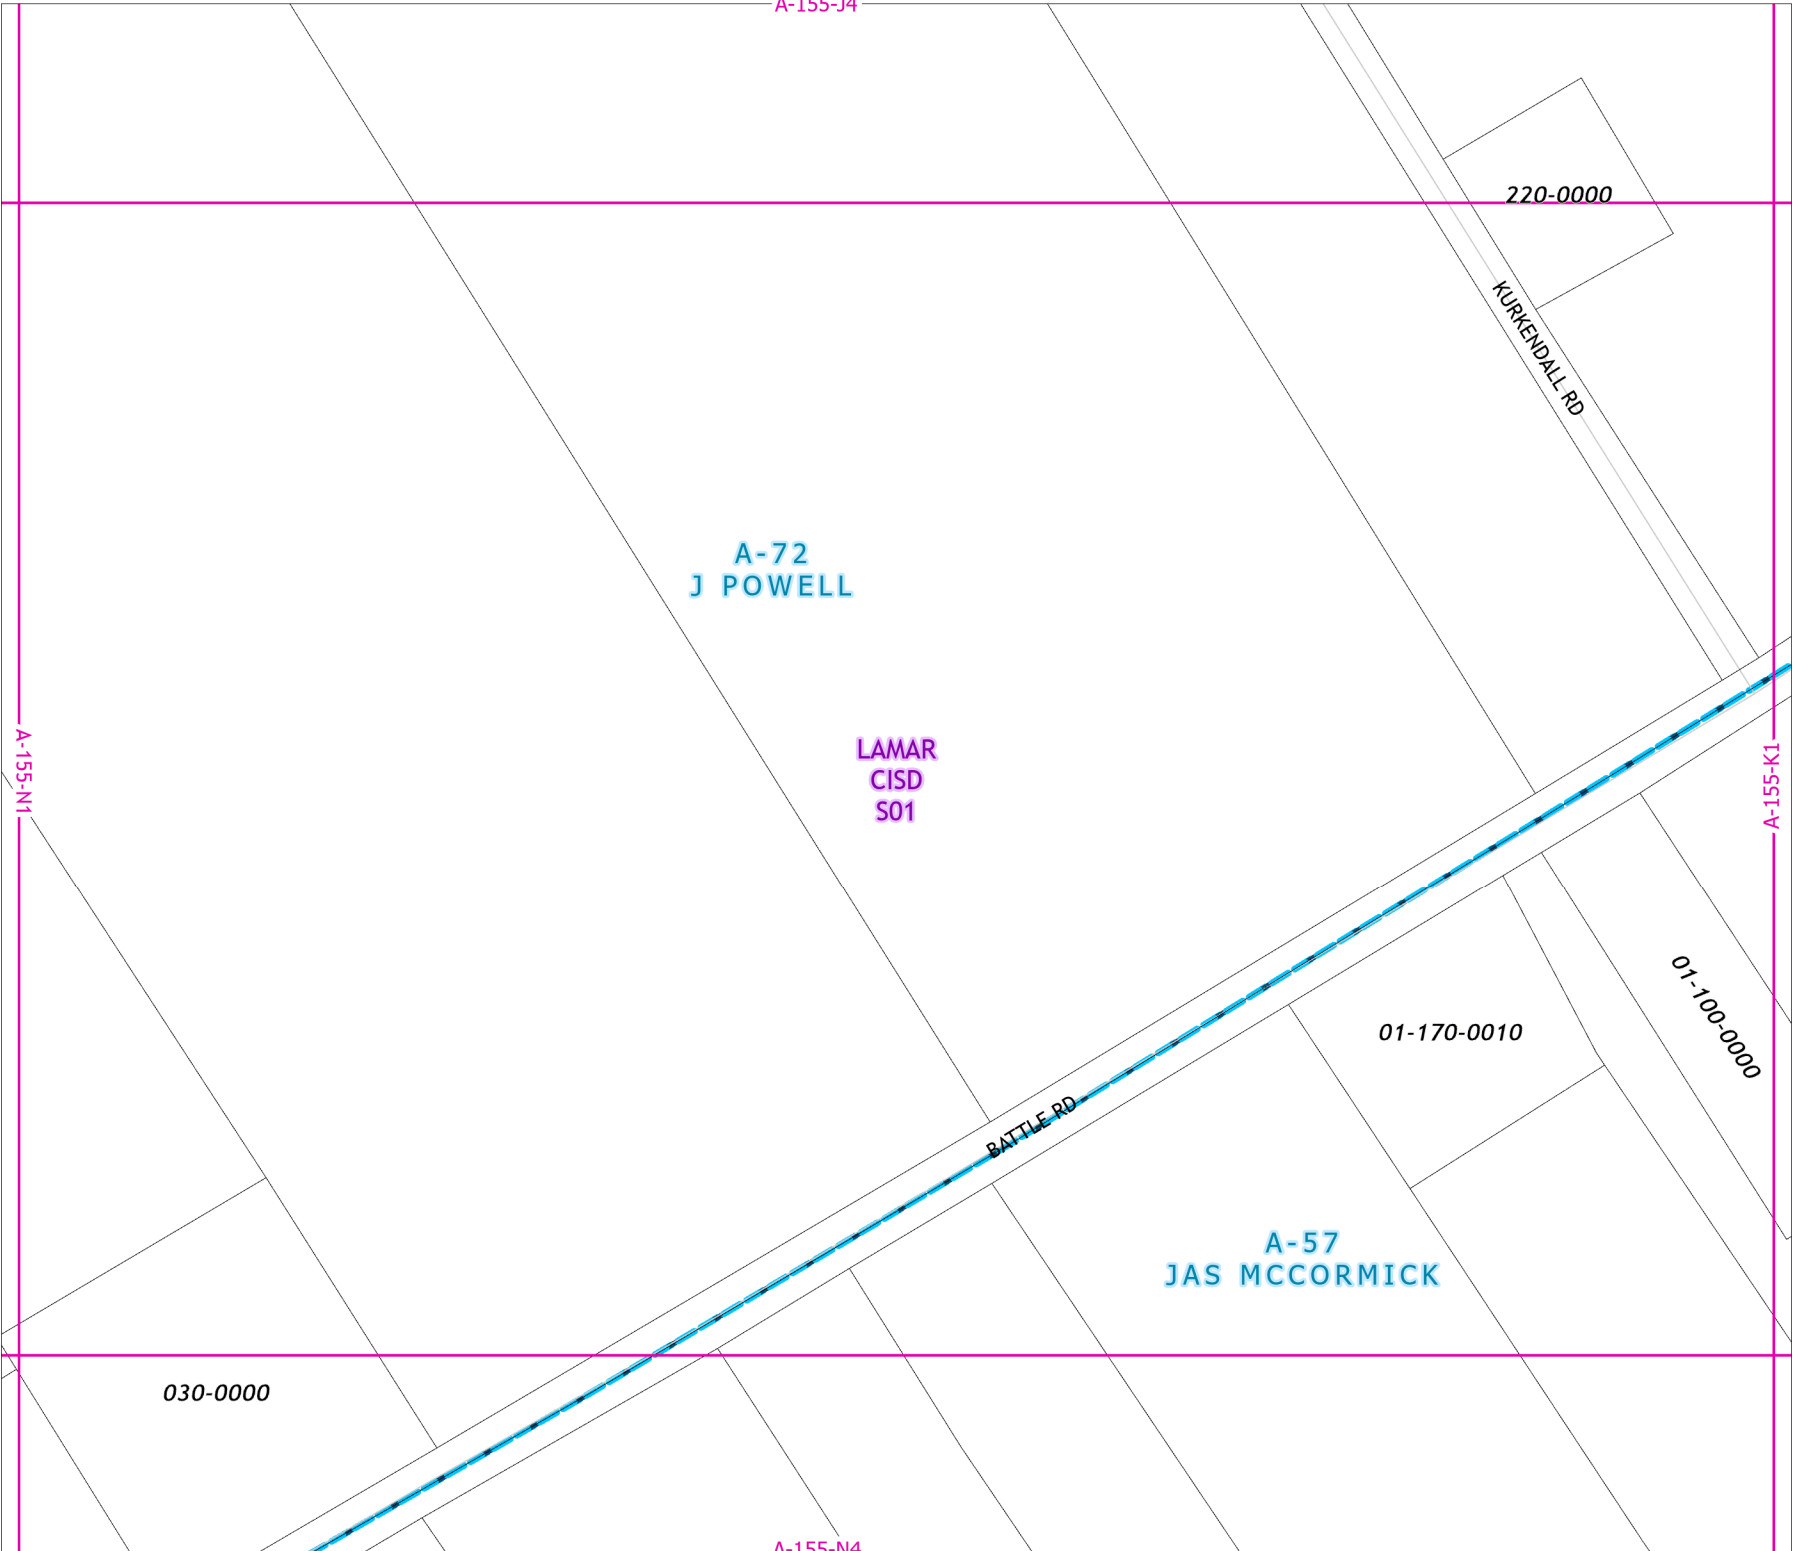 A-155-J4
220-0000
KURKENDALL RD
A-72
J POWELL
LAMAR
CISD
S01
A-155-N1
A-155-K1
01-100-0000
01-170-0010
BATTLE RD
A-57
JAS MCCORMICK
030-0000
A-155-N4